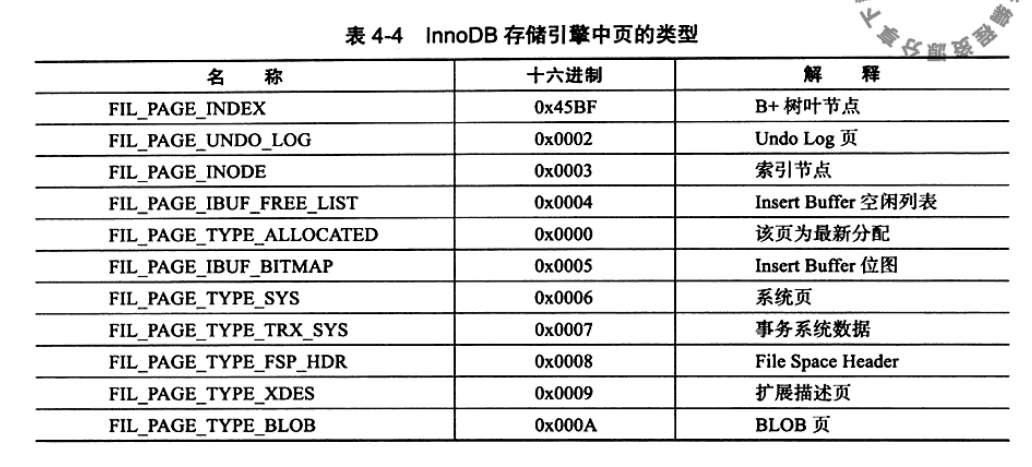 表 4-4 InnoDB 存储引擎中页的类型
名 称 十六进制 解 释
FIL_PAGE_INDEX 0x45BF B+ 树叶节点
FIL_PAGE_UNDO_LOG 0x0002 Undo Log 页
FIL_PAGE_INODE 0x0003 索引节点
FIL_PAGE_IBUF_FREE_LIST 0x0004 Insert Buffer 空闲列表
FIL_PAGE_TYPE_ALLOCATED 0x0000 该页为最新分配
FIL_PAGE_IBUF_BITMAP 0x0005 Insert Buffer 位图
FIL_PAGE_TYPE_SYS 0x0006 系统页
FIL_PAGE_TYPE_TRX_SYS 0x0007 事务系统数据
FIL_PAGE_TYPE_FSP_HDR 0x0008 File Space Header
FIL_PAGE_TYPE_XDES 0x0009 扩展描述页
FIL_PAGE_TYPE_BLOB 0x000A BLOB 页